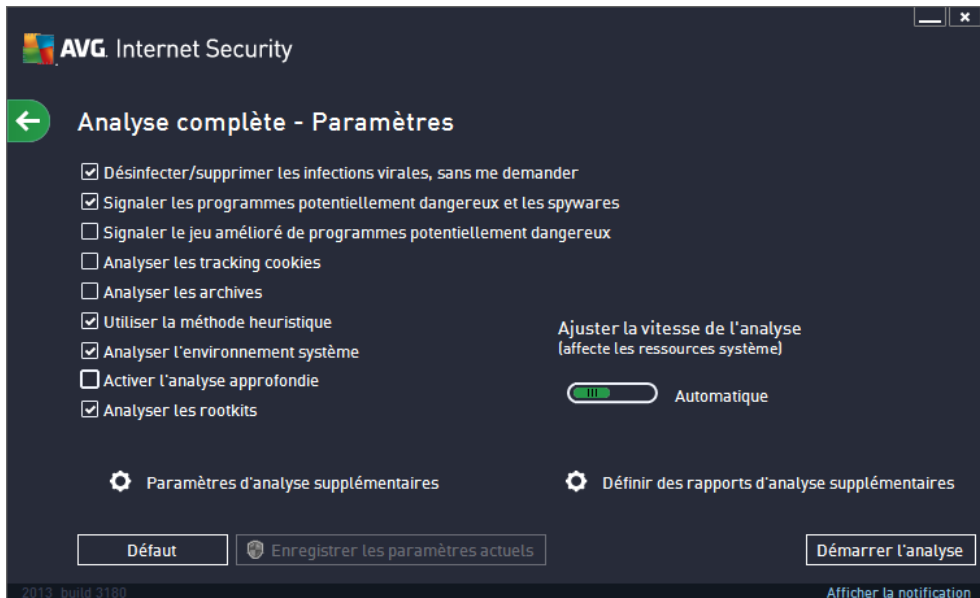 AVG. Internet Security
Analyse complète - Paramètres
Désinfecter/supprimer les infections virales, sans me demander
Signaler les programmes potentiellement dangereux et les spywares
Signaler le jeu amélioré de programmes potentiellement dangereux
Analyser les tracking cookies
Analyser les archives
Utiliser la méthode heuristique
Analyser l'environnement système
Activer l'analyse approfondie
Analyser les rootkits
Ajuster la vitesse de l'analyse
(affecte les ressources système)
Automatique
Paramètres d'analyse supplémentaires
Définir des rapports d'analyse supplémentaires
Défaut
Enregistrer les paramètres actuels
Démarrer l'analyse
2013 build 3180
Afficher la notification